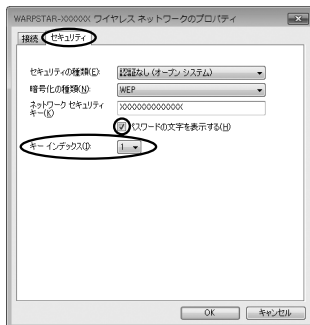 WARPSTAR-XXXXXX ワイヤレス ネットワークのプロパティ
接続 セキュリティ
セキュリティの種類(E): 認証なし (オープン システム)
暗号化の種類(N): WEP
ネットワーク セキュリティ キー(K) XXXXXXXXXXXXX
パスワードの文字を表示する(H)
キー インデックス(I): 1
OK キャンセル